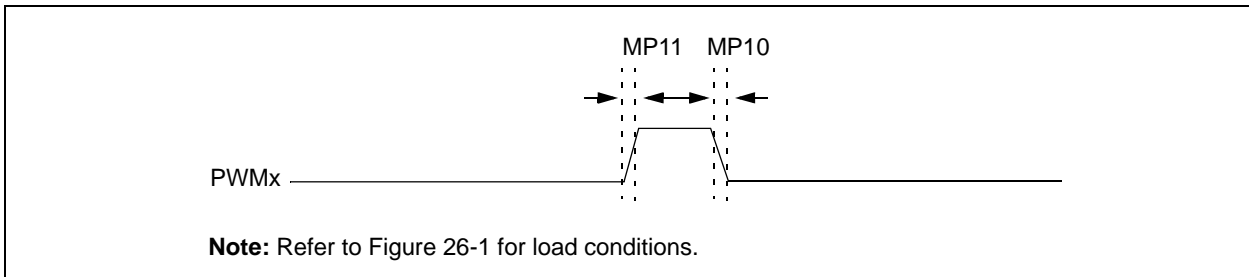 MP11 MP10
PWMx
Note: Refer to Figure 26-1 for load conditions.